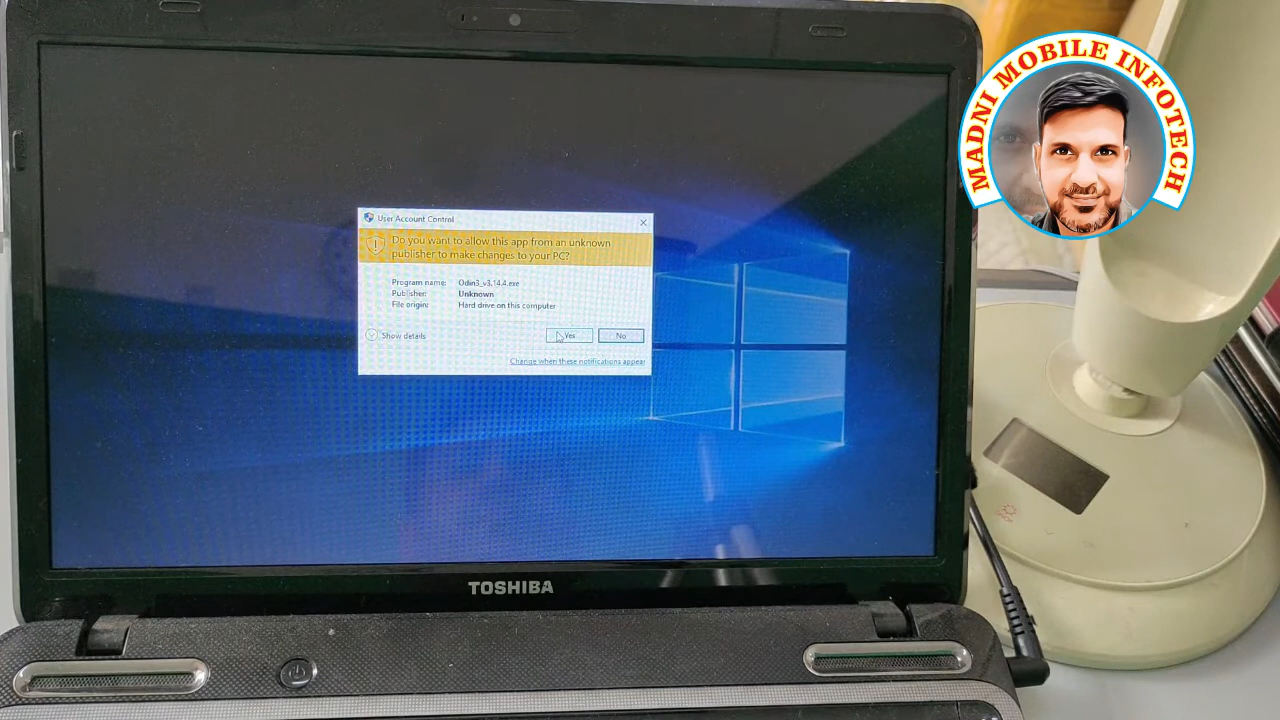 MADNI MOBILE INFOTECH
User Account Control
Do you want to allow this app from an unknown
publisher to make changes to your PC?
Program name: Odin3_v3.14.4.exe
Publisher: Unknown
File origin: Hard drive on this computer
Show details
Yes
No
Change when these notifications appear
TOSHIBA